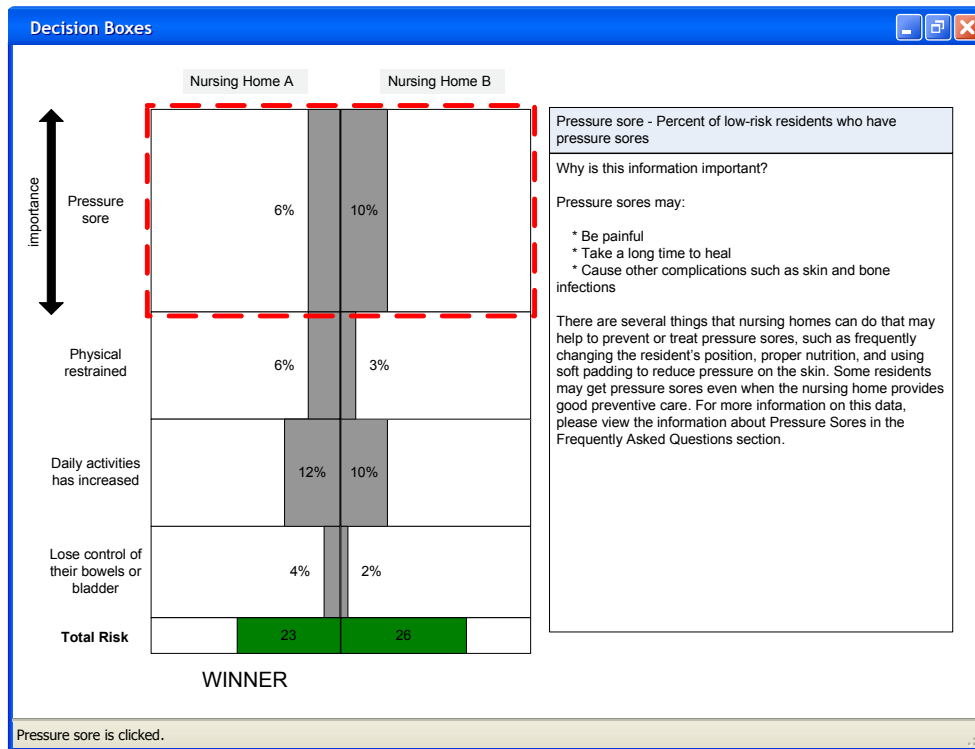 Decision Boxes
Nursing Home A
Nursing Home B
importance
Pressure
sore
6%
10%
Physical
restrained
6%
3%
Daily activities
has increased
12%
10%
Lose control of
their bowels or
bladder
4%
2%
Total Risk
23
26
WINNER
Pressure sore - Percent of low-risk residents who have
pressure sores
Why is this information important?
Pressure sores may:
* Be painful
* Take a long time to heal
* Cause other complications such as skin and bone
infections
There are several things that nursing homes can do that may
help to prevent or treat pressure sores, such as frequently
changing the resident's position, proper nutrition, and using
soft padding to reduce pressure on the skin. Some residents
may get pressure sores even when the nursing home provides
good preventive care. For more information on this data,
please view the information about Pressure Sores in the
Frequently Asked Questions section.
Pressure sore is clicked.